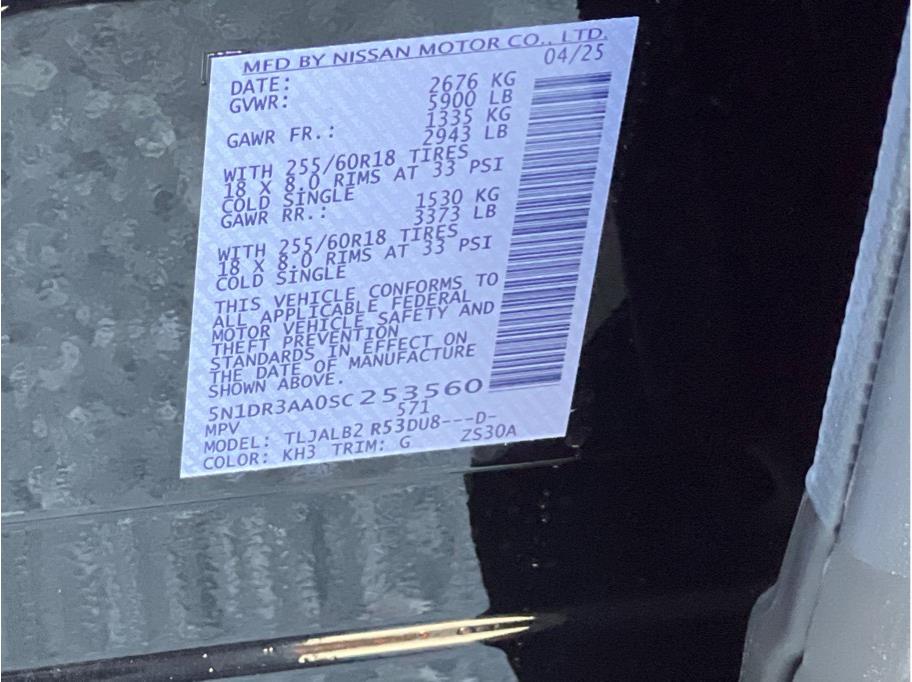 MFD BY NISSAN MOTOR CO., LTD.
DATE: 04/25
GVWR: 2676 KG
5900 LB
GAWR FR.: 1335 KG
2943 LB
WITH 255/60R18 TIRES
18 X 8.0 RIMS AT 33 PSI
COLD SINGLE
GAWR RR.: 1530 KG
3373 LB
WITH 255/60R18 TIRES
18 X 8.0 RIMS AT 33 PSI
COLD SINGLE
THIS VEHICLE CONFORMS TO
ALL APPLICABLE FEDERAL
MOTOR VEHICLE SAFETY AND
THEFT PREVENTION
STANDARDS IN EFFECT ON
THE DATE OF MANUFACTURE
SHOWN ABOVE.
5N1DR3AA0SC253560
MPV 571
MODEL: TLJALB2 R53DU8---D-
COLOR: KH3 TRIM: G ZS30A